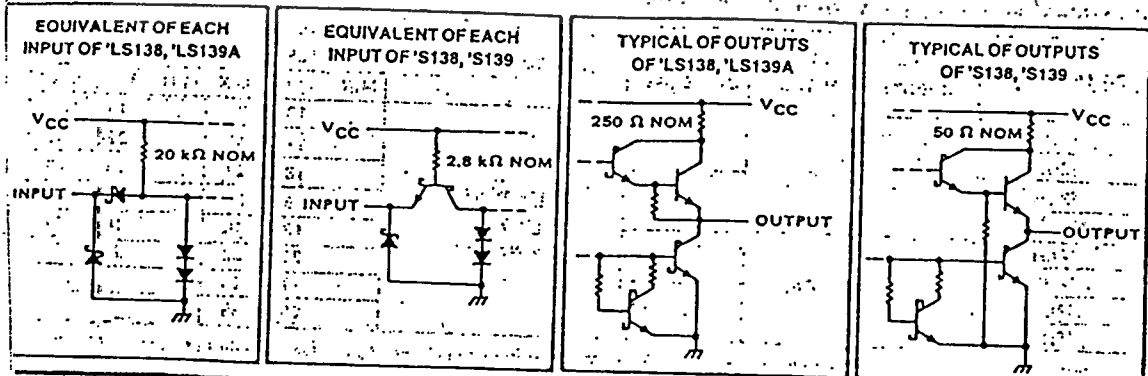 EQUIVALENT OF EACH
INPUT OF 'LS138, 'LS139A
VCC
20 kΩ NOM
INPUT
EQUIVALENT OF EACH
INPUT OF 'S138, 'S139
VCC
2.8 kΩ NOM
INPUT
TYPICAL OF OUTPUTS
OF 'LS138, 'LS139A
VCC
250 Ω NOM
OUTPUT
TYPICAL OF OUTPUTS
OF 'S138, 'S139
VCC
50 Ω NOM
OUTPUT